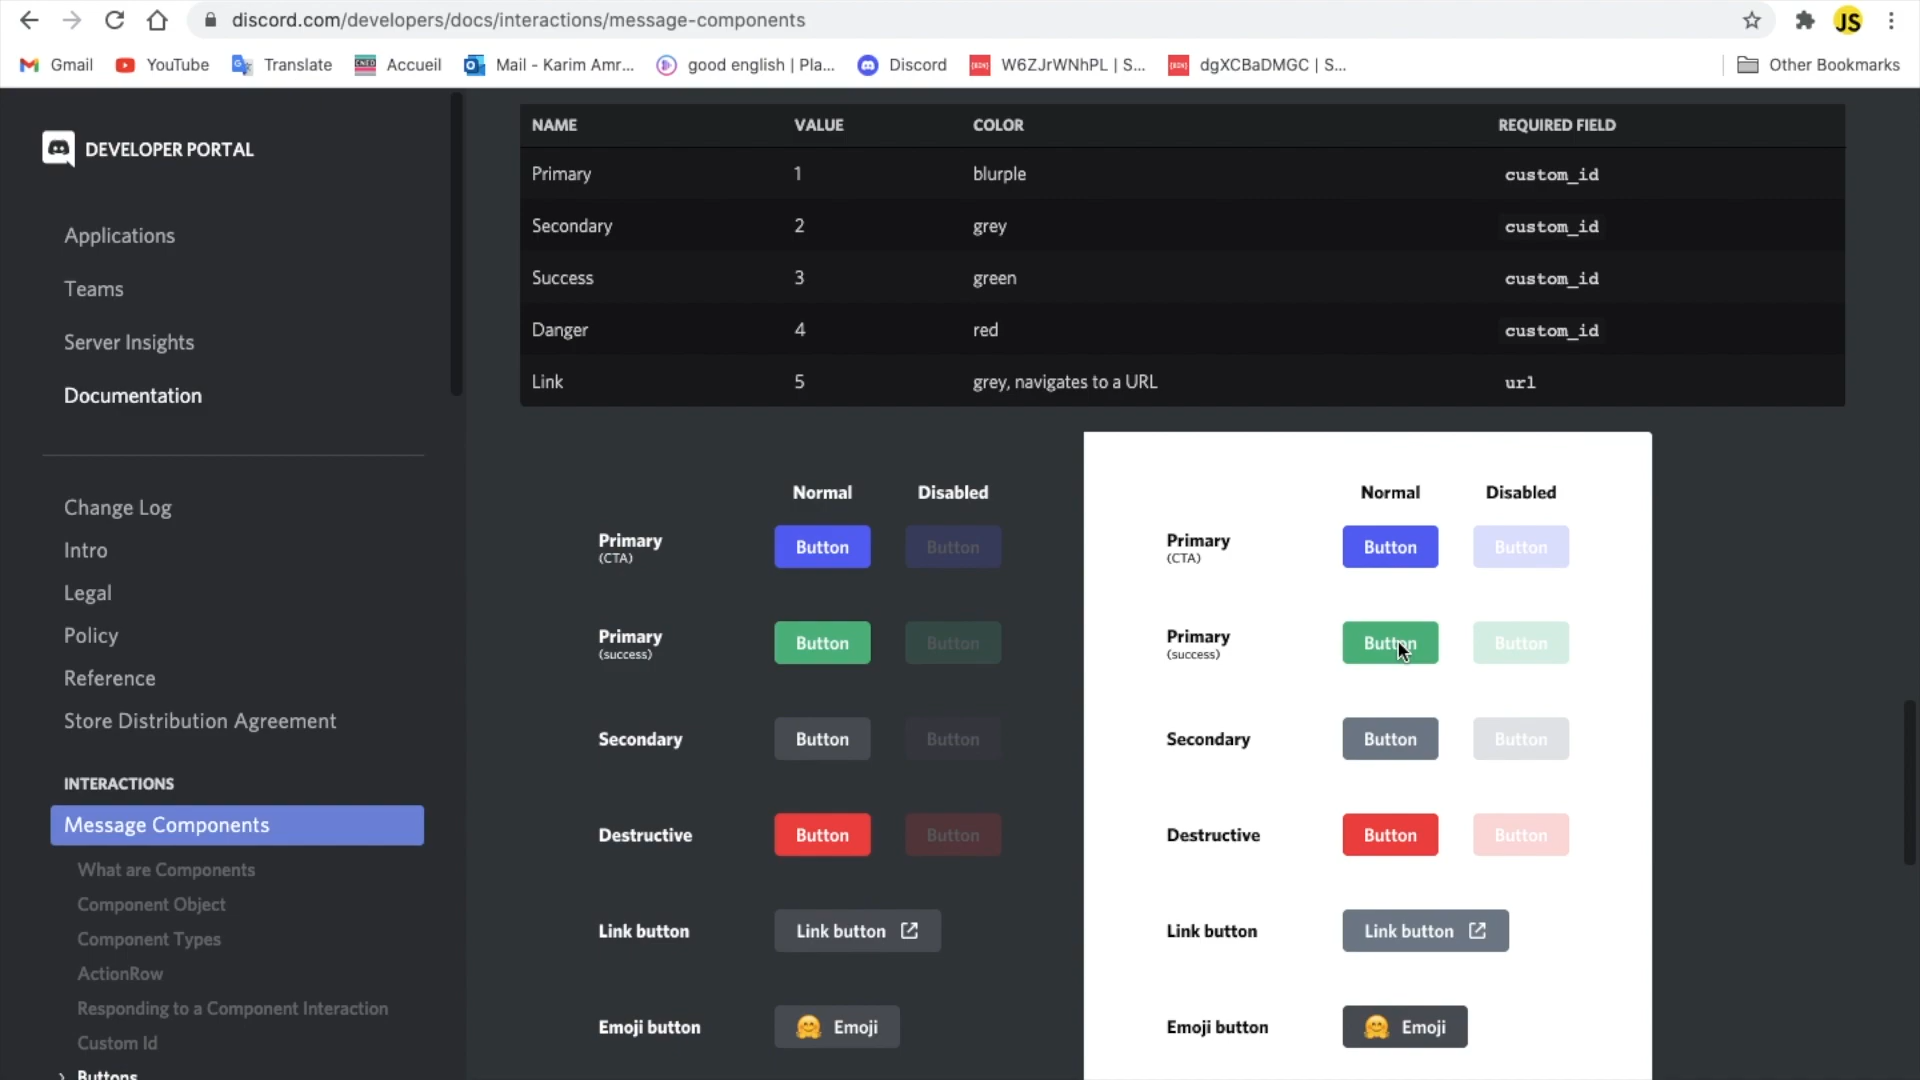 discord.com/developers/docs/interactions/message-components
JS
Gmail
YouTube
Translate
Accueil
Mail - Karim Amr...
good english | Pla...
Discord
W6ZJrWNhPL | S...
dgXCBaDMGC | S...
Other Bookmarks
DEVELOPER PORTAL
Applications
Teams
Server Insights
Documentation
Change Log
Intro
Legal
Policy
Reference
Store Distribution Agreement
INTERACTIONS
Message Components
What are Components
Component Object
Component Types
ActionRow
Responding to a Component Interaction
Custom Id
Buttons
NAME VALUE COLOR REQUIRED FIELD
Primary 1 blurple custom_id
Secondary 2 grey custom_id
Success 3 green custom_id
Danger 4 red custom_id
Link 5 grey, navigates to a URL url
Normal Disabled
Primary Button Button
(CTA)
Primary Button Button
(success)
Secondary Button Button
Destructive Button Button
Link button Link button
Emoji button Emoji
Normal Disabled
Primary Button Button
(CTA)
Primary Button Button
(success)
Secondary Button Button
Destructive Button Button
Link button Link button
Emoji button Emoji